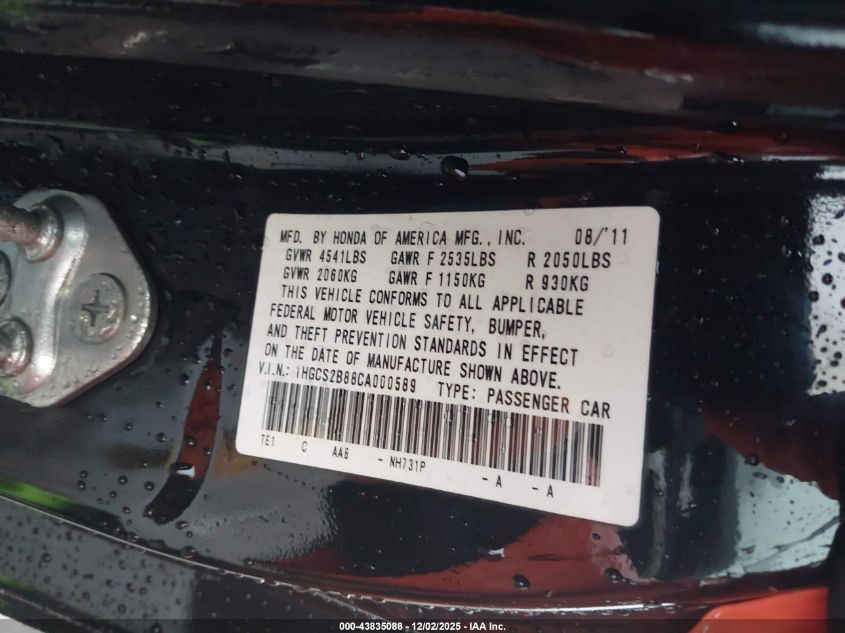 MFD. BY HONDA OF AMERICA MFG., INC. 08/'11
GVWR 4541LBS GAWR F 2535LBS R 2050LBS
GVWR 2060KG GAWR F 1150KG R 930KG
THIS VEHICLE CONFORMS TO ALL APPLICABLE
FEDERAL MOTOR VEHICLE SAFETY, BUMPER,
AND THEFT PREVENTION STANDARDS IN EFFECT
ON THE DATE OF MANUFACTURE SHOWN ABOVE.
V.I.N.: 1HGCS2B88CA000589 TYPE: PASSENGER CAR
TE1 C AA6 - NH731P - A - A
000-43835088 - 12/02/2025 - IAA Inc.